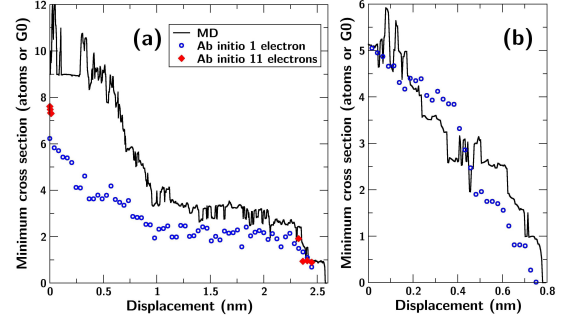 12
10
8
6
4
2
0
Minimum cross section (atoms or G0)
(a)
MD
Ab initio 1 electron
Ab initio 11 electrons
0
0.5
1
1.5
2
2.5
Displacement (nm)
6
5
4
3
2
1
0
Minimum cross section (atoms or G0)
(b)
0
0.2
0.4
0.6
0.8
Displacement (nm)